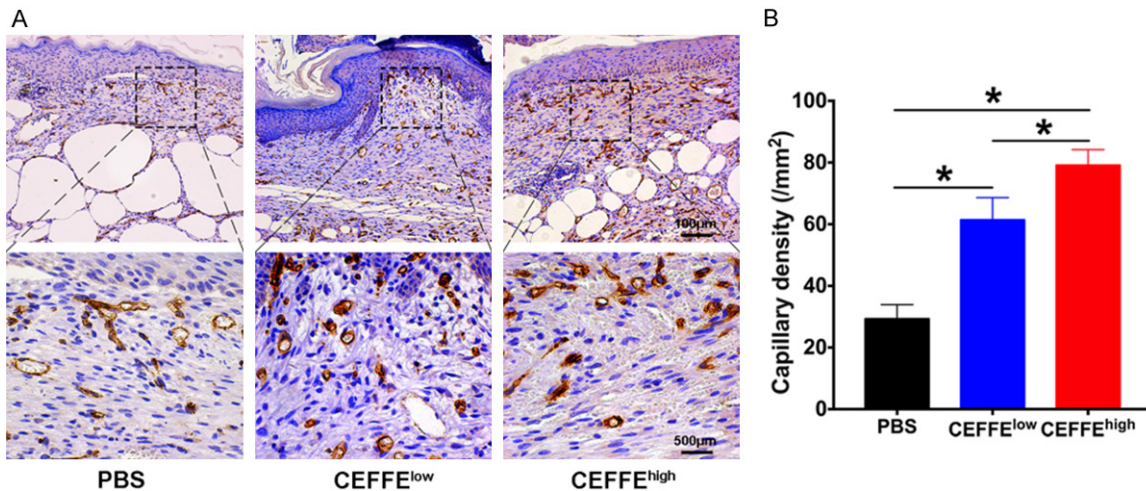 A
100μm
500μm
PBS
CEFFElow
CEFFEhigh
B
Capillary density (/mm2)
100
80
60
40
20
0
*
*
*
PBS
CEFFElow
CEFFEhigh